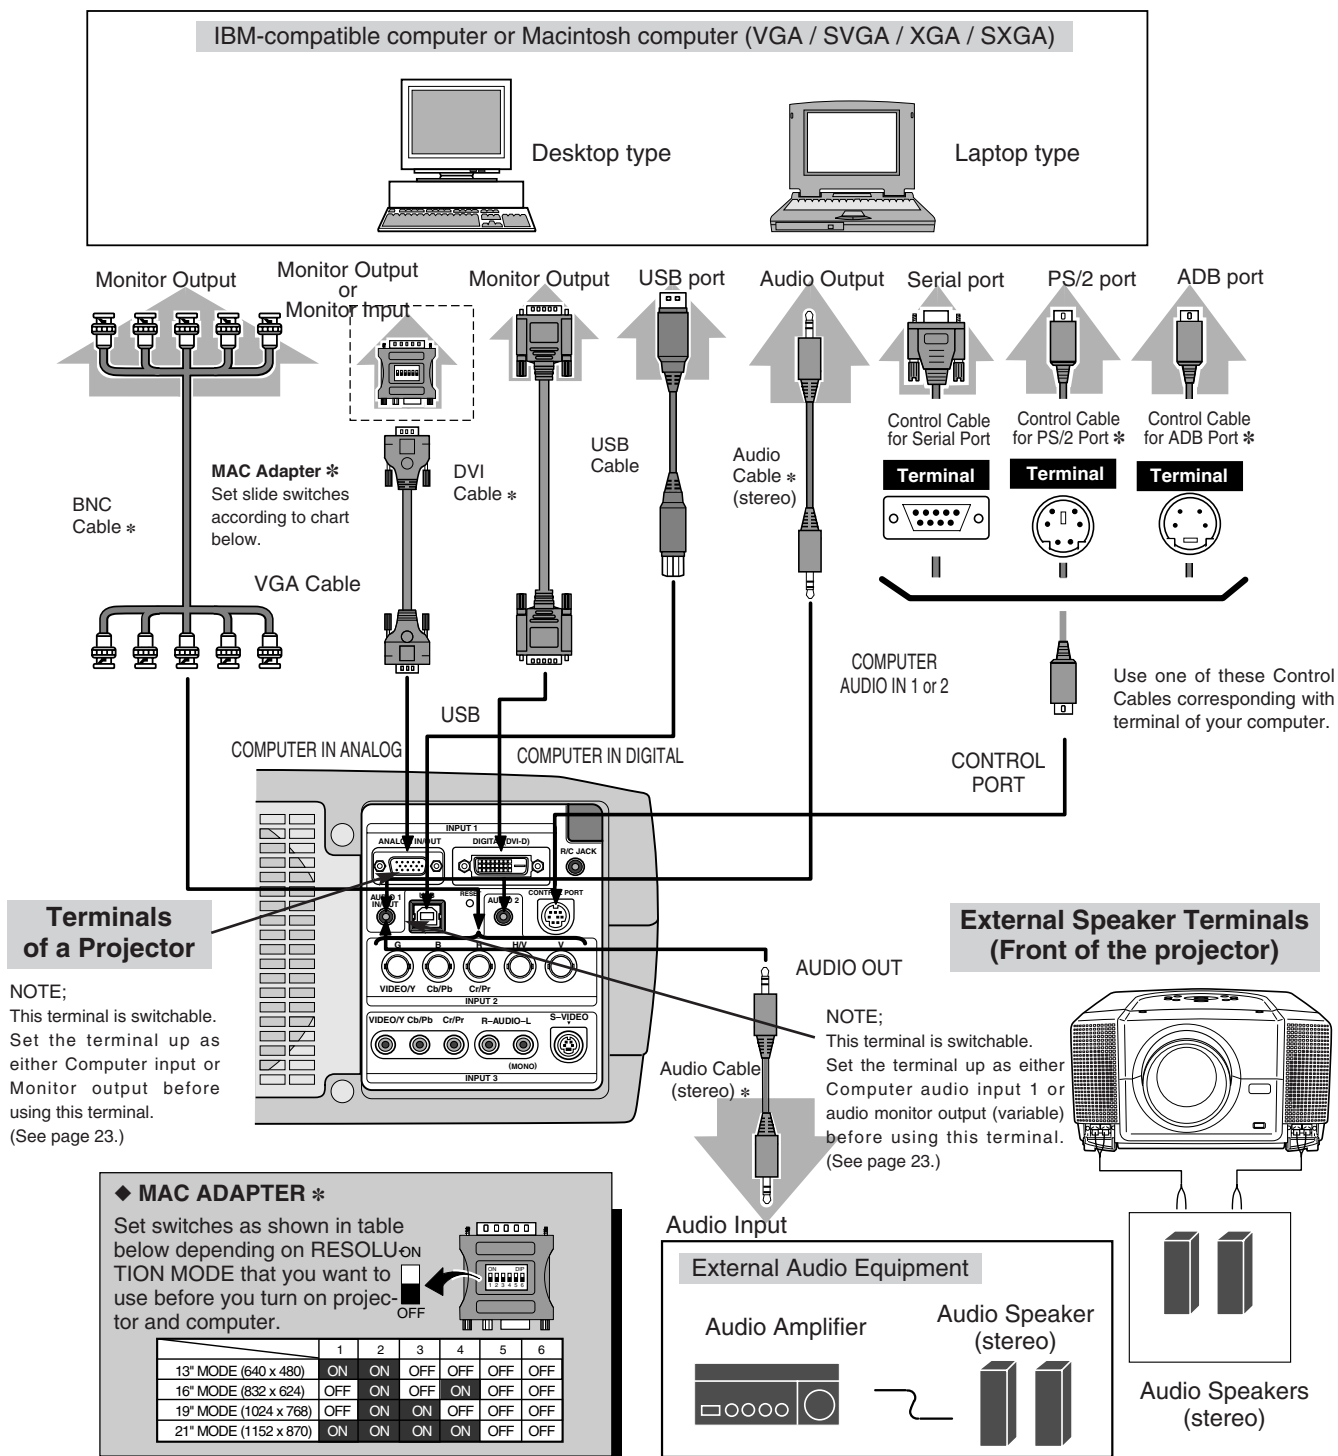 IBM-compatible computer or Macintosh computer (VGA / SVGA / XGA / SXGA)
Desktop type
Laptop type
Monitor Output
Monitor Output
or
Monitor Input
Monitor Output
USB port
Audio Output
Serial port
PS/2 port
ADB port
BNC
Cable *
MAC Adapter *
Set slide switches
according to chart
below.
VGA Cable
DVI
Cable *
USB
Cable
Audio
Cable *
(stereo)
Control Cable
for Serial Port
Control Cable
for PS/2 Port *
Control Cable
for ADB Port *
Terminal
Terminal
Terminal
COMPUTER
AUDIO IN 1 or 2
Use one of these Control
Cables corresponding with
terminal of your computer.
USB
COMPUTER IN ANALOG
COMPUTER IN DIGITAL
CONTROL
PORT
INPUT 1
ANALOG IN/OUT
DIGITAL (DVI-D)
R/C JACK
AUDIO 1
IN/OUT
RESET
AUDIO 2
CONTROL PORT
G
B
R
H/V
V
VIDEO/Y
Cb/Pb
Cr/Pr
INPUT 2
VIDEO/Y Cb/Pb Cr/Pr
R–AUDIO–L
S–VIDEO
(MONO)
INPUT 3
Terminals
of a Projector
NOTE;
This terminal is switchable.
Set the terminal up as
either Computer input or
Monitor output before
using this terminal.
(See page 23.)
External Speaker Terminals
(Front of the projector)
AUDIO OUT
NOTE;
This terminal is switchable.
Set the terminal up as either
Computer audio input 1 or
audio monitor output (variable)
before using this terminal.
(See page 23.)
Audio Cable
(stereo) *
Audio Input
External Audio Equipment
Audio Amplifier
Audio Speaker
(stereo)
Audio Speakers
(stereo)
◆ MAC ADAPTER *
Set switches as shown in table
below depending on RESOLU-
TION MODE that you want to
use before you turn on projec-
tor and computer.
ON
OFF
ON DIP
1 2 3 4 5 6
1 2 3 4 5 6
13" MODE (640 x 480) ON ON OFF OFF OFF OFF
16" MODE (832 x 624) OFF ON OFF ON OFF OFF
19" MODE (1024 x 768) OFF ON ON OFF OFF OFF
21" MODE (1152 x 870) ON ON ON ON OFF OFF